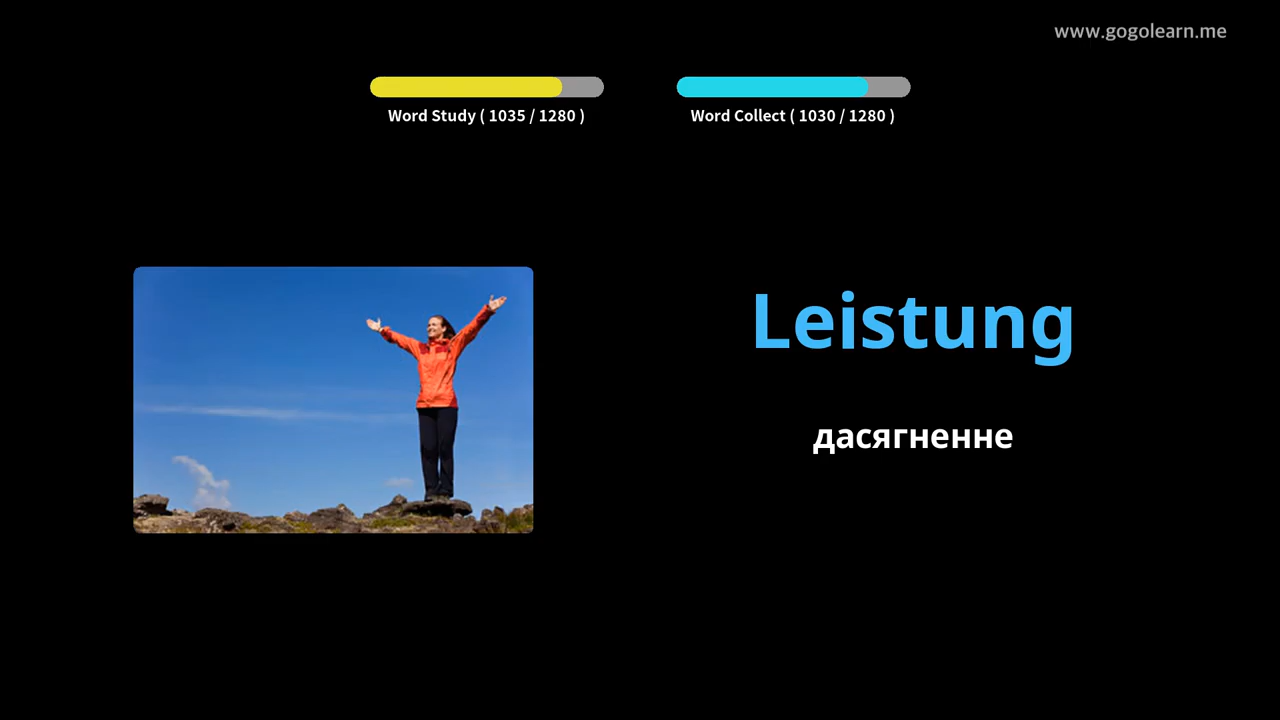 www.gogolearn.me
Word Study ( 1035 / 1280 )
Word Collect ( 1030 / 1280 )
Leistung
дасягненне